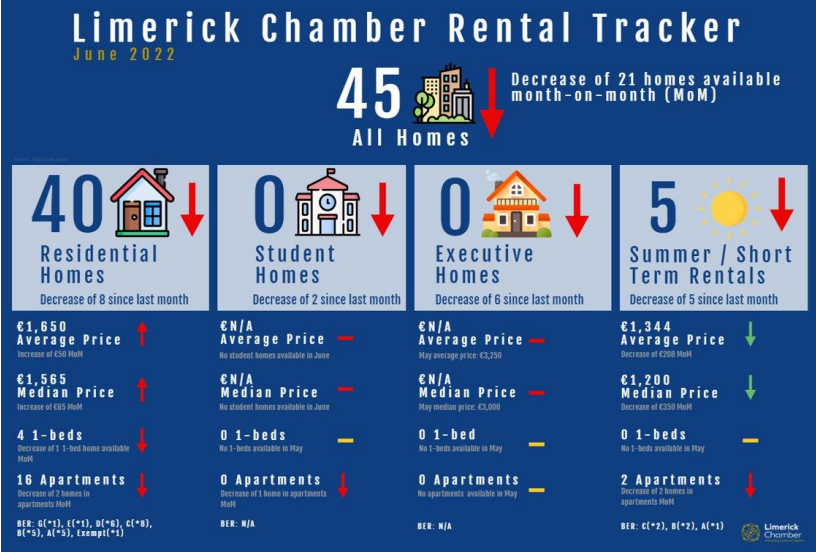 Limerick Chamber Rental Tracker
June 2022
45
All Homes
Decrease of 21 homes available
month-on-month (MoM)
40
Residential
Homes
Decrease of 8 since last month
€1,650
Average Price
Increase of €50 MoM
€1,565
Median Price
Increase of €65 MoM
4 1-beds
Decrease of 1 1-bed home available
MoM
16 Apartments
Decrease of 2 homes in
apartments MoM
BER: G(*1), E(*1), D(*6), C(*8),
B(*5), A(*5), Exempt(*1)
0
Student
Homes
Decrease of 2 since last month
€N/A
Average Price
No student homes available in June
€N/A
Median Price
No student homes available in June
0 1-beds
No 1-beds available in May
0 Apartments
Decrease of 1 home in apartments
MoM
BER: N/A
0
Executive
Homes
Decrease of 6 since last month
€N/A
Average Price
May average price: €3,250
€N/A
Median Price
May median price: €3,000
0 1-bed
No 1-beds available in May
0 Apartments
No apartments available in May
BER: N/A
5
Summer / Short
Term Rentals
Decrease of 5 since last month
€1,344
Average Price
Decrease of €208 MoM
€1,200
Median Price
Decrease of €350 MoM
0 1-beds
No 1-beds available in May
2 Apartments
Decrease of 2 homes in
apartments MoM
BER: C(*2), B(*2), A(*1)
Limerick
Chamber